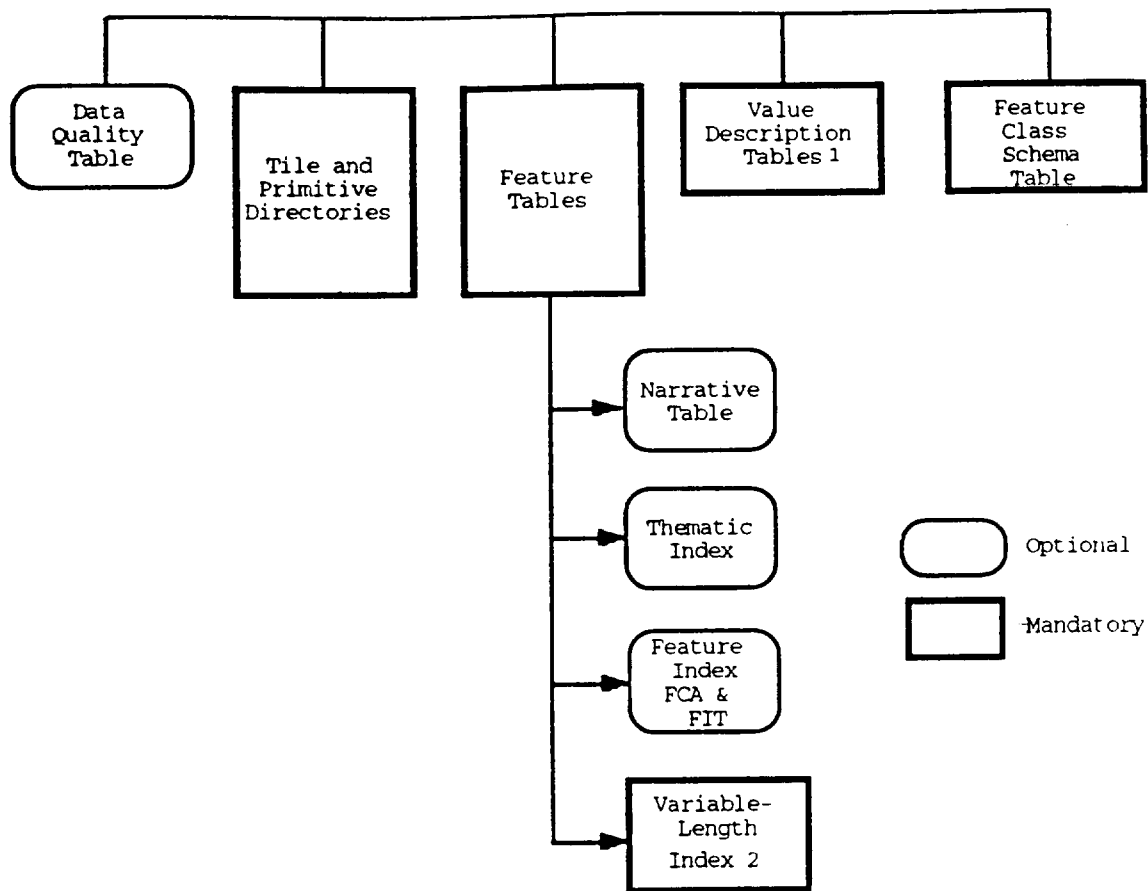 Data
Quality
Table
Tile and
Primitive
Directories
Feature
Tables
Value
Description
Tables 1
Feature
Class
Schema
Table
Narrative
Table
Thematic
Index
Feature
Index
FCA &
FIT
Variable-
Length
Index 2
Optional
Mandatory